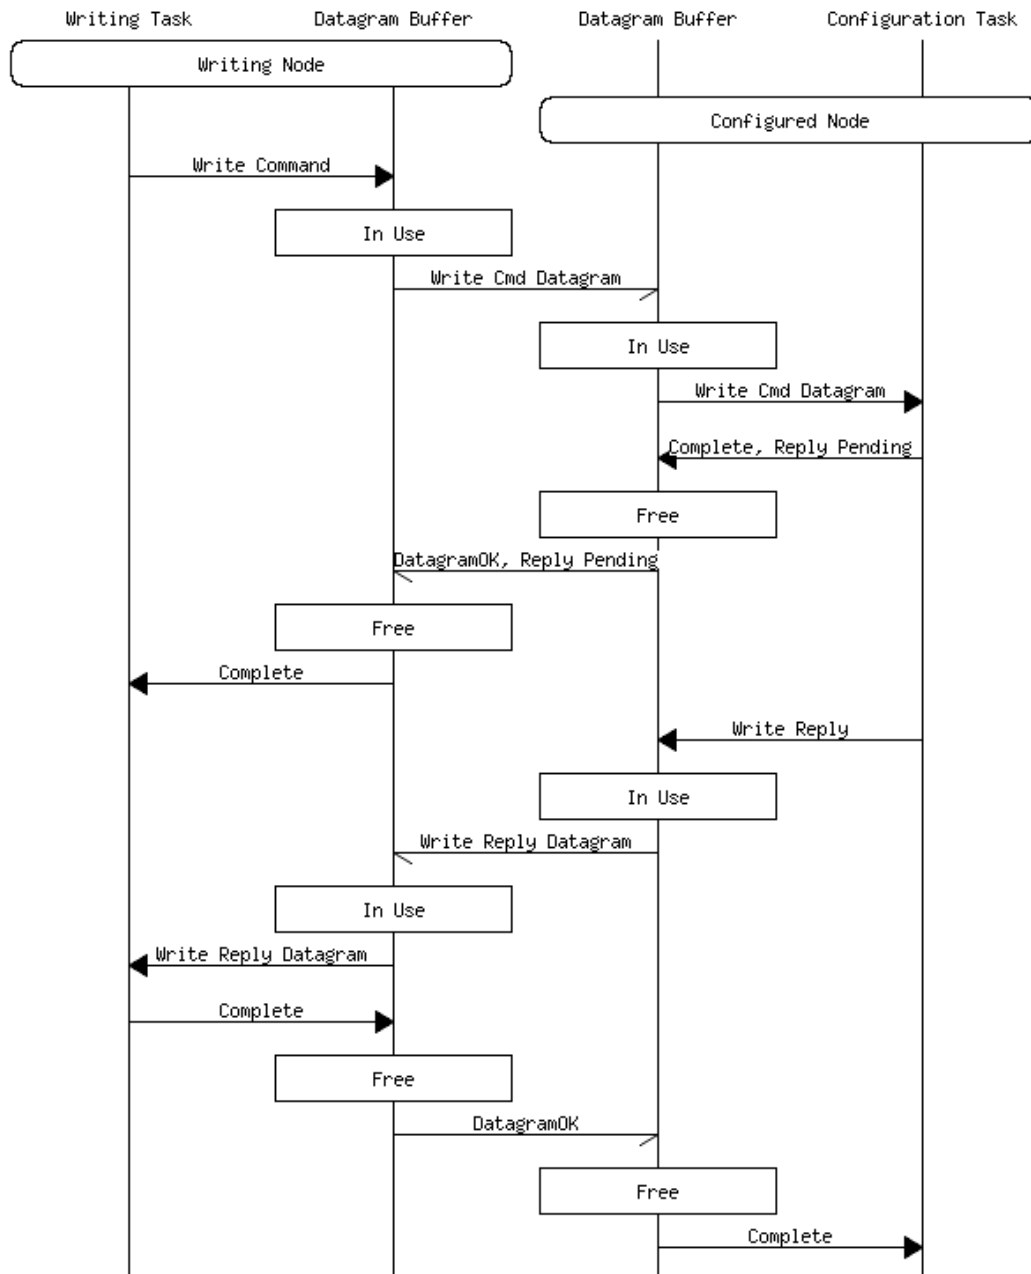 Writing Task
Datagram Buffer
Datagram Buffer
Configuration Task
Writing Node
Configured Node
Write Command
In Use
Write Cmd Datagram
In Use
Write Cmd Datagram
Complete, Reply Pending
Free
DatagramOK, Reply Pending
Free
Complete
Write Reply
In Use
Write Reply Datagram
In Use
Write Reply Datagram
Complete
Free
DatagramOK
Free
Complete